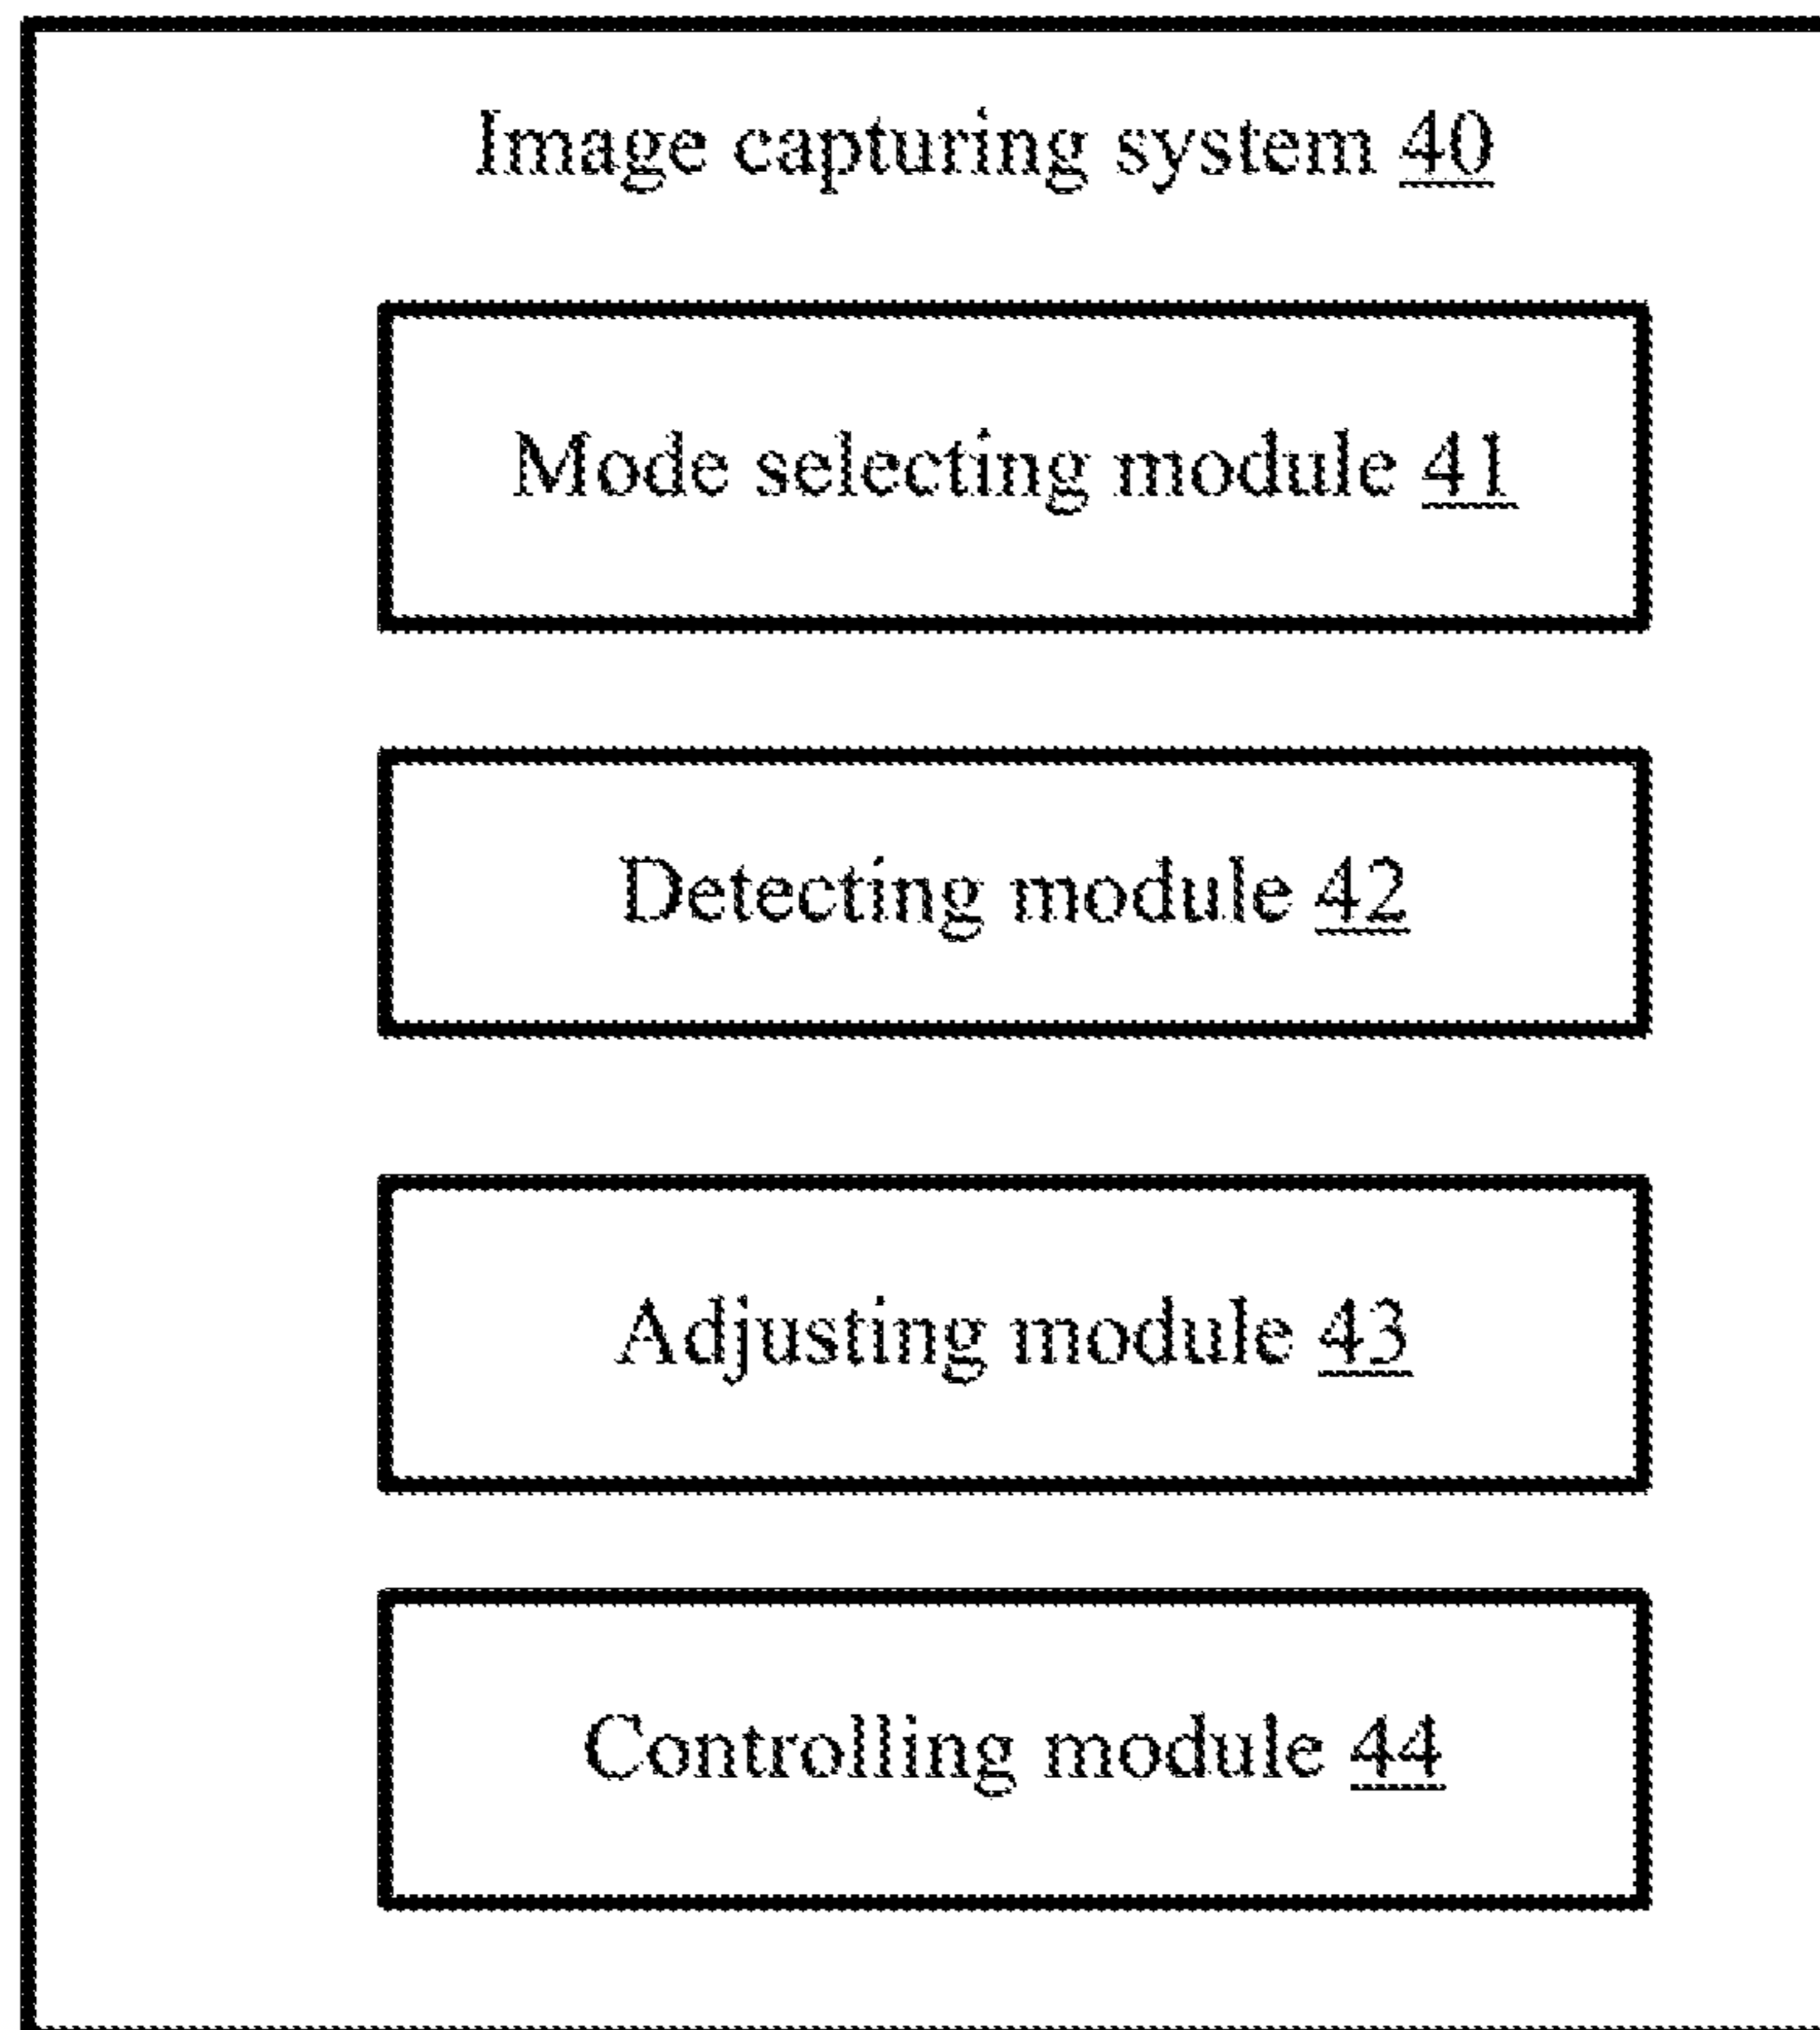 Image capturing system 40
Mode selecting module 41
Detecting module 42
Adjusting module 43
Controlling module 44